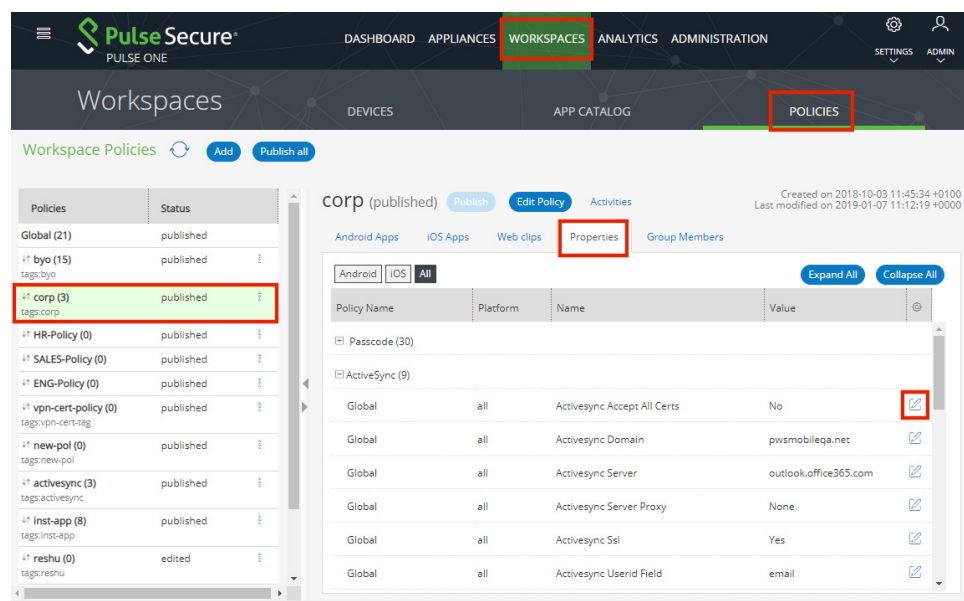 Pulse Secure®
PULSE ONE
DASHBOARD APPLIANCES WORKSPACES ANALYTICS ADMINISTRATION
SETTINGS ADMIN
Workspaces
DEVICES APP CATALOG POLICIES
Workspace Policies Add Publish all
Policies Status
Global (21) published
byo (15) published
tags:byo
corp (3) published
tags:corp
HR-Policy (0) published
SALES-Policy (0) published
ENG-Policy (0) published
vpn-cert-policy (0) published
tags:vpn-cert-tag
new-pol (0) published
tags:new-pol
activesync (3) published
tags:activesync
inst-app (8) published
tags:inst-app
reshu (0) edited
tags:reshu
corp (published) Publish Edit Policy Activities
Created on 2018-10-03 11:45:34 +0100
Last modified on 2019-01-07 11:12:19 +0000
Android Apps iOS Apps Web clips Properties Group Members
Android iOS All Expand All Collapse All
Policy Name Platform Name Value
Passcode (30)
ActiveSync (9)
Global all Activesync Accept All Certs No
Global all Activesync Domain pwsmobileqa.net
Global all Activesync Server outlook.office365.com
Global all Activesync Server Proxy None
Global all Activesync Ssl Yes
Global all Activesync Userid Field email